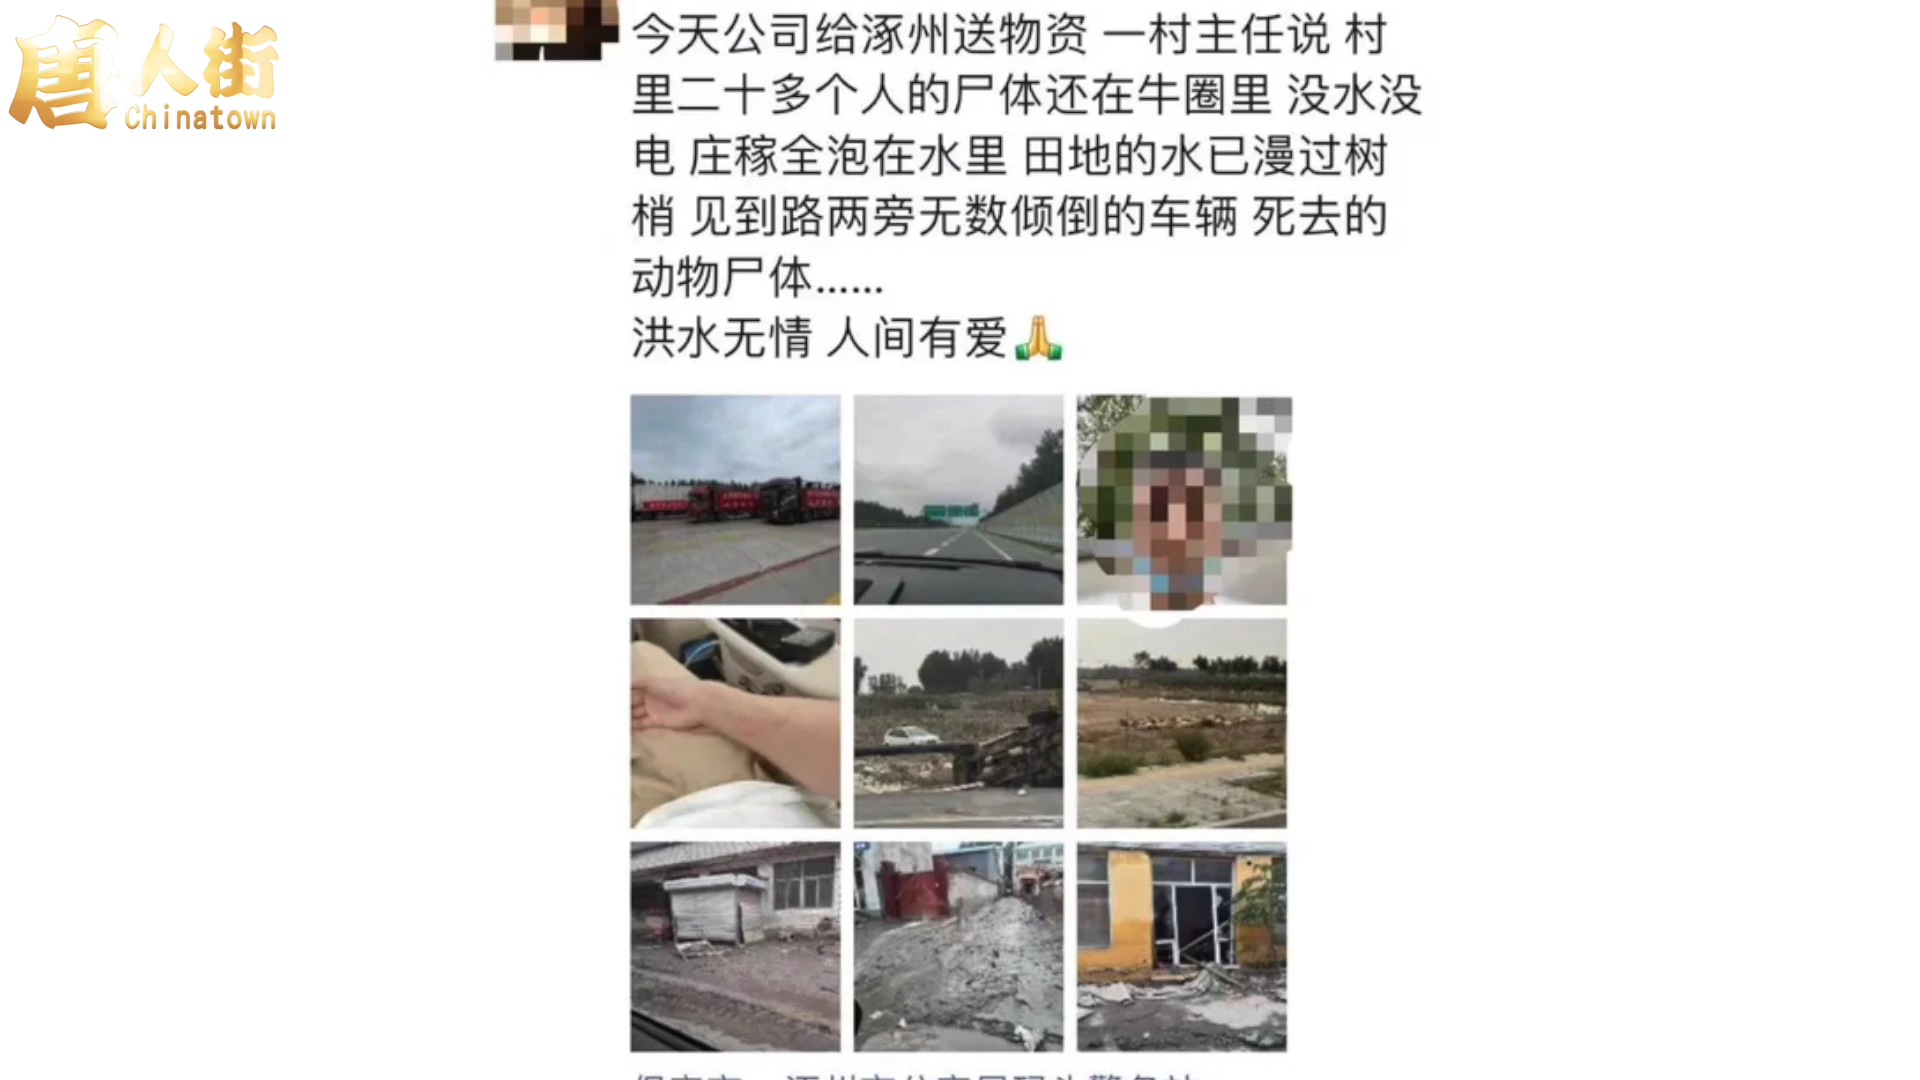 唐人街
Chinatown
今天公司给涿州送物资 一村主任说 村
里二十多个人的尸体还在牛圈里 没水没
电 庄稼全泡在水里 田地的水已漫过树
梢 见到路两旁无数倾倒的车辆 死去的
动物尸体……
洪水无情 人间有爱🙏